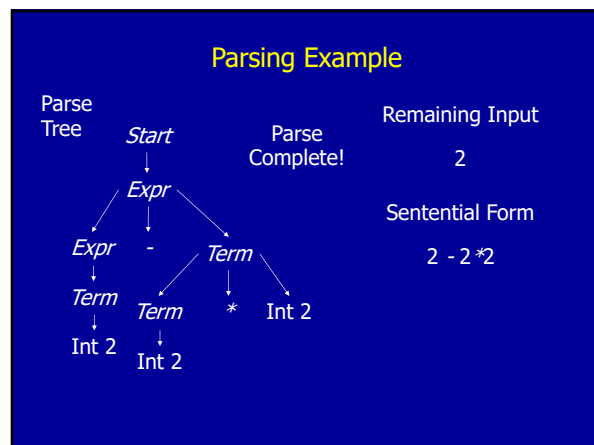 Parsing Example
Parse
Tree
Start
Parse
Complete!
Remaining Input
2
Expr
Sentential Form
2 - 2*2
Expr - Term
Term Term * Int 2
Int 2 Int 2